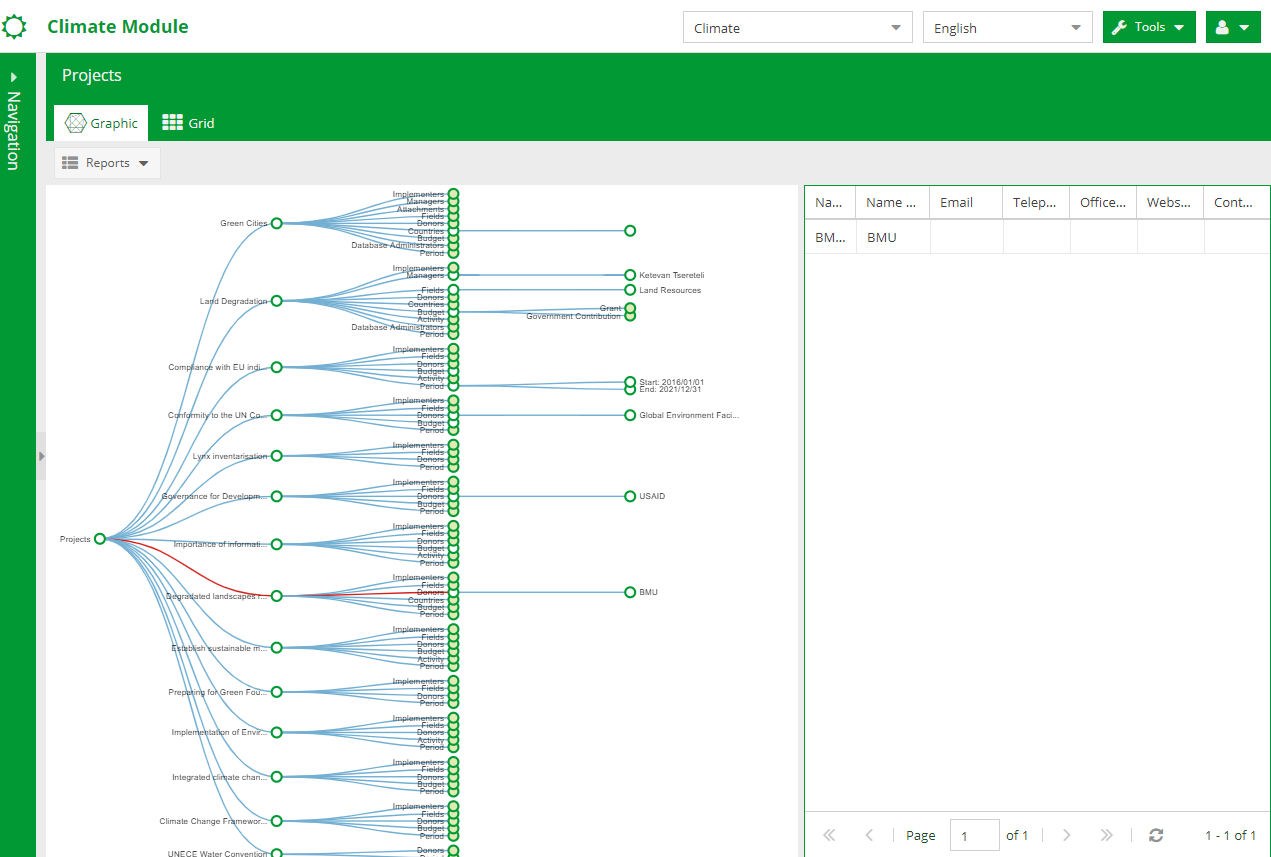 Climate Module
Climate
English
Tools
Navigation
Projects
Graphic
Grid
Reports
Projects
Green Cities
Implementers
Managers
Attachments
Fields
Donors
Countries
Budget
Database Administrators
Period
Land Degradation
Implementers
Managers
Ketevan Tsereteli
Fields
Land Resources
Donors
Countries
Budget
Grant
Government Contribution
Activity
Database Administrators
Period
Compliance with EU indi...
Implementers
Fields
Donors
Budget
Activity
Period
Start: 2016/01/01
End: 2021/12/31
Conformity to the UN Co...
Implementers
Fields
Donors
Global Environment Faci...
Budget
Period
Lynx inventarisation
Implementers
Fields
Donors
Period
Governance for Developm...
Implementers
Fields
Donors
USAID
Budget
Period
Importance of informati...
Implementers
Fields
Donors
Budget
Activity
Period
Degradated landscapes r...
Implementers
Fields
Donors
BMU
Countries
Budget
Period
Establish sustainable m...
Implementers
Fields
Donors
Budget
Activity
Period
Preparing for Green Fou...
Implementers
Fields
Donors
Period
Implementation of Envir...
Implementers
Fields
Donors
Activity
Period
Integrated climate chan...
Implementers
Fields
Donors
Budget
Period
Climate Change Framewor...
Implementers
Fields
Donors
Budget
Period
UNECE Water Convention
Donors
Period
Na... Name ... Email Telep... Office... Webs... Cont...
BM... BMU
Page 1 of 1
1 - 1 of 1